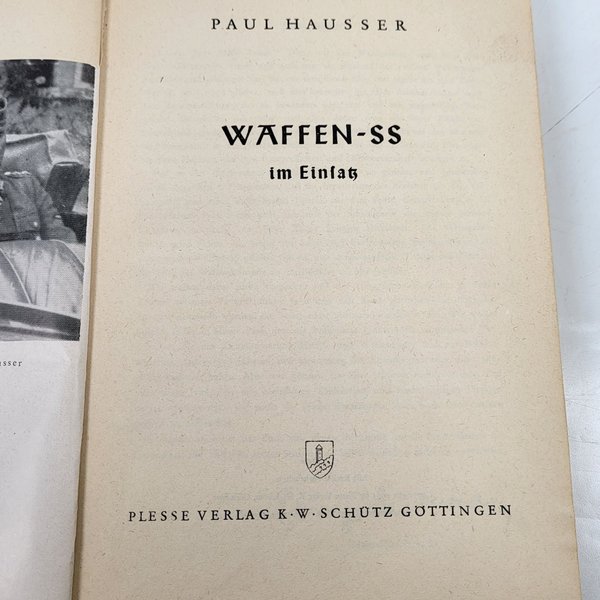 PAUL HAUSSER
WAFFEN-SS
im Einſatz
PLESSE VERLAG K·W·SCHÜTZ GÖTTINGEN